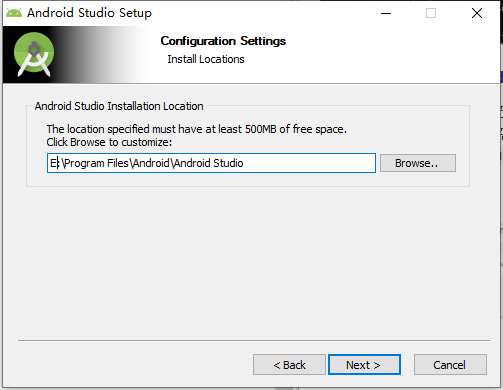 Android Studio Setup
Configuration Settings
Install Locations
Android Studio Installation Location
The location specified must have at least 500MB of free space.
Click Browse to customize:
E:\Program Files\Android\Android Studio
Browse..
< Back
Next >
Cancel